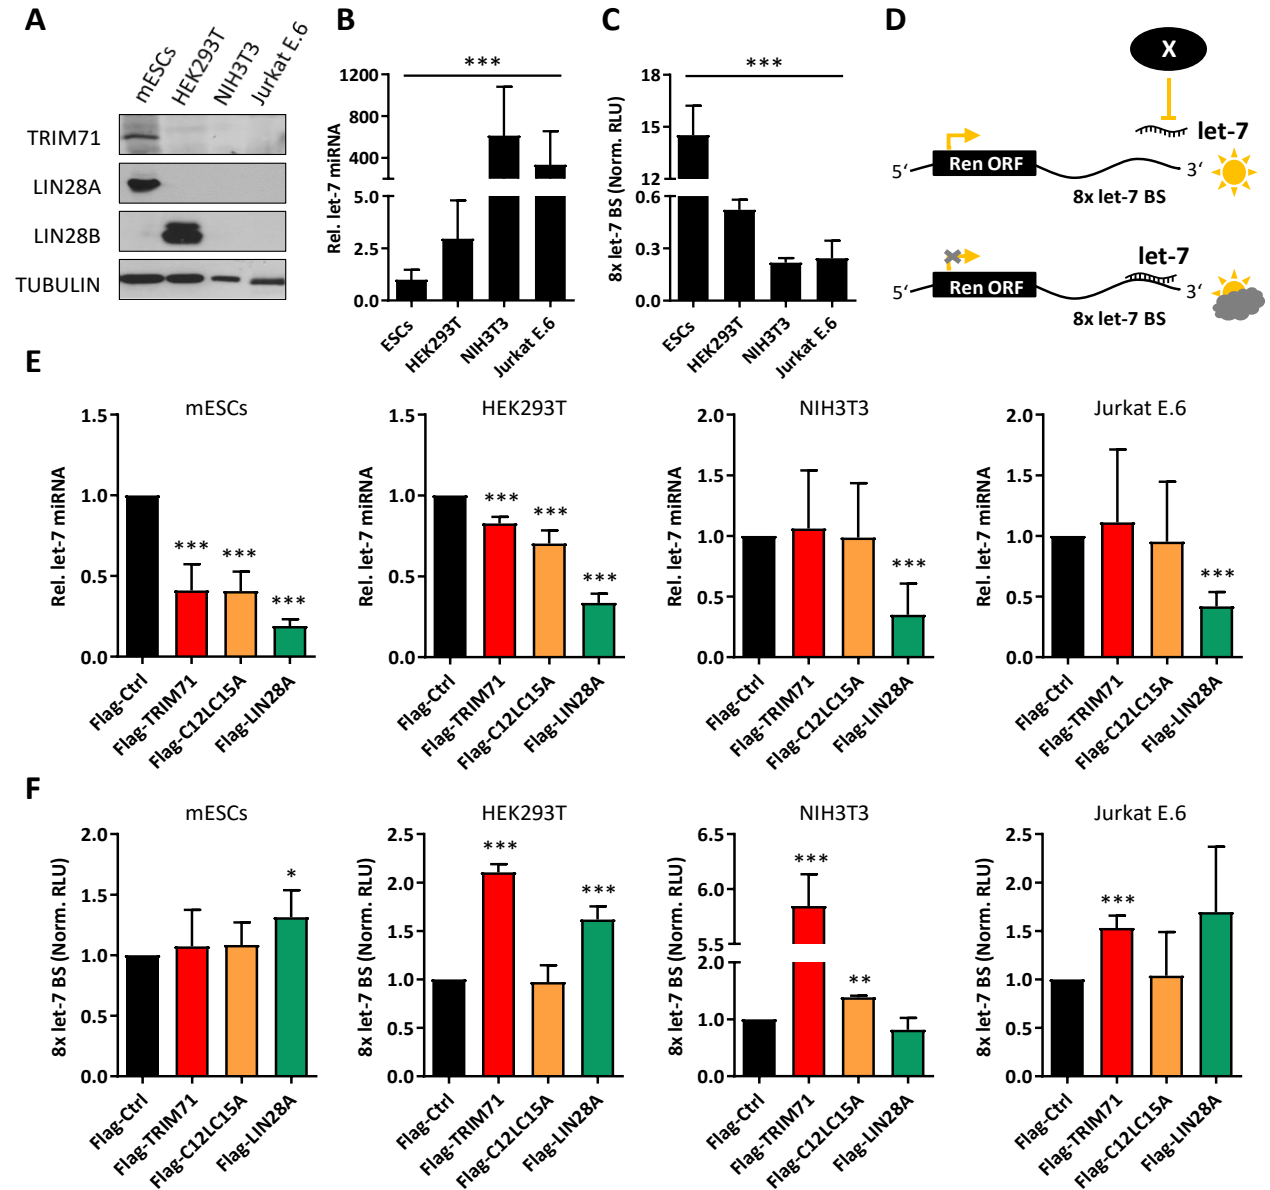 A
mESCs
HEK293T
NIH3T3
Jurkat E.6
TRIM71
LIN28A
LIN28B
TUBULIN
B
***
Rel. let-7 miRNA
1200
800
400
5.0
2.5
0.0
ESCs
HEK293T
NIH3T3
Jurkat E.6
C
***
8x let-7 BS (Norm. RLU)
18
15
12
0.6
0.3
0.0
ESCs
HEK293T
NIH3T3
Jurkat E.6
D
X
let-7
5‘
Ren ORF
3‘
8x let-7 BS
let-7
5‘
Ren ORF
3‘
8x let-7 BS
E
mESCs
Rel. let-7 miRNA
1.5
1.0
0.5
0.0
***
***
***
Flag-Ctrl
Flag-TRIM71
Flag-C12LC15A
Flag-LIN28A
HEK293T
Rel. let-7 miRNA
1.5
1.0
0.5
0.0
***
***
***
Flag-Ctrl
Flag-TRIM71
Flag-C12LC15A
Flag-LIN28A
NIH3T3
Rel. let-7 miRNA
2.0
1.5
1.0
0.5
0.0
***
Flag-Ctrl
Flag-TRIM71
Flag-C12LC15A
Flag-LIN28A
Jurkat E.6
Rel. let-7 miRNA
2.0
1.5
1.0
0.5
0.0
***
Flag-Ctrl
Flag-TRIM71
Flag-C12LC15A
Flag-LIN28A
F
mESCs
8x let-7 BS (Norm. RLU)
2.0
1.5
1.0
0.5
0.0
*
Flag-Ctrl
Flag-TRIM71
Flag-C12LC15A
Flag-LIN28A
HEK293T
8x let-7 BS (Norm. RLU)
2.5
2.0
1.5
1.0
0.5
0.0
***
***
Flag-Ctrl
Flag-TRIM71
Flag-C12LC15A
Flag-LIN28A
NIH3T3
8x let-7 BS (Norm. RLU)
6.5
6.0
5.5
2.0
1.0
0.0
***
**
Flag-Ctrl
Flag-TRIM71
Flag-C12LC15A
Flag-LIN28A
Jurkat E.6
8x let-7 BS (Norm. RLU)
2.5
2.0
1.5
1.0
0.5
0.0
***
Flag-Ctrl
Flag-TRIM71
Flag-C12LC15A
Flag-LIN28A